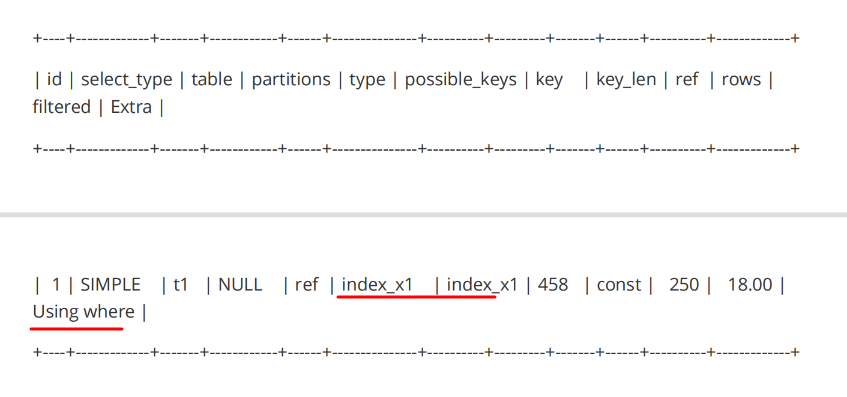 +----+-------------+-------+------------+------+---------------+----------+---------+-------+------+----------+-------------+
| id | select_type | table | partitions | type | possible_keys | key | key_len | ref | rows |
filtered | Extra |
+----+-------------+-------+------------+------+---------------+----------+---------+-------+------+----------+-------------+
| 1 | SIMPLE | t1 | NULL | ref | index_x1 | index_x1 | 458 | const | 250 | 18.00 |
Using where |
+----+-------------+-------+------------+------+---------------+----------+---------+-------+------+----------+-------------+